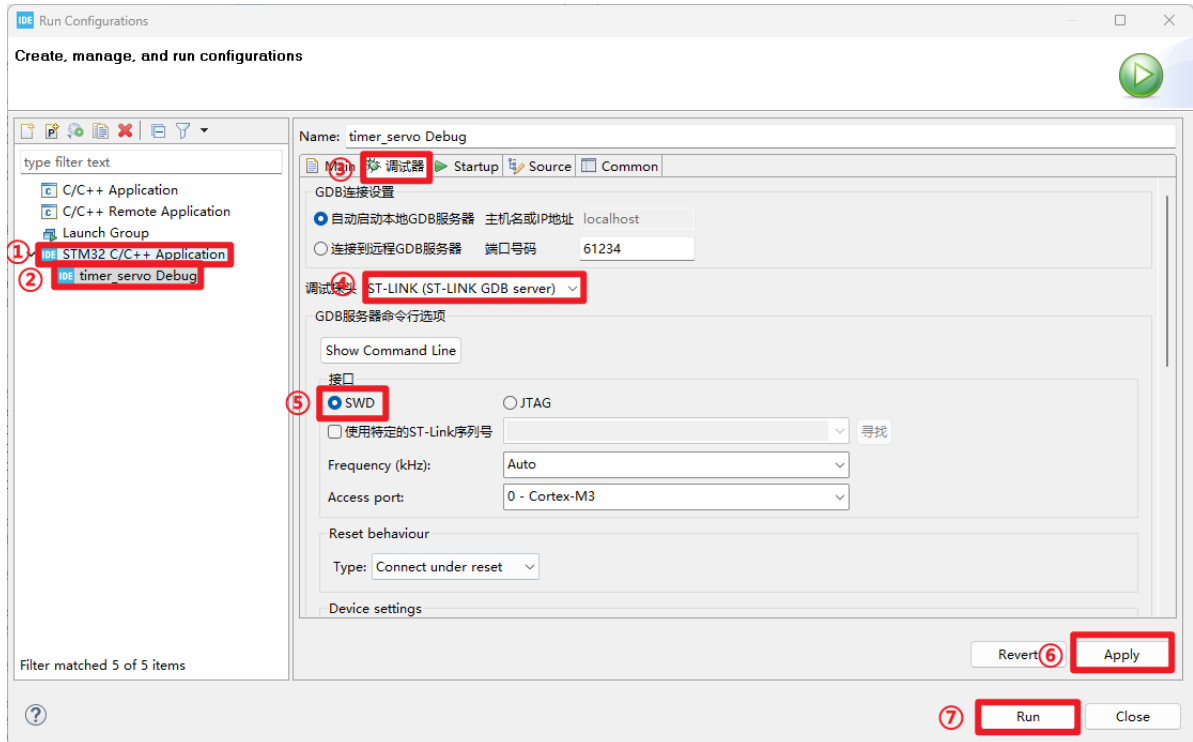 IDE Run Configurations
Create, manage, and run configurations
Name: timer_servo Debug
type filter text
C/C++ Application
C/C++ Remote Application
Launch Group
① IDE STM32 C/C++ Application
② IDE timer_servo Debug
Filter matched 5 of 5 items
Main ③ 调试器 Startup Source Common
GDB连接设置
自动启动本地GDB服务器 主机名或IP地址 localhost
连接到远程GDB服务器 端口号码 61234
调试探头 ④ ST-LINK (ST-LINK GDB server)
GDB服务器命令行选项
Show Command Line
接口
⑤ SWD JTAG
使用特定的ST-Link序列号 寻找
Frequency (kHz): Auto
Access port: 0 - Cortex-M3
Reset behaviour
Type: Connect under reset
Device settings
Revert ⑥ Apply
⑦ Run Close